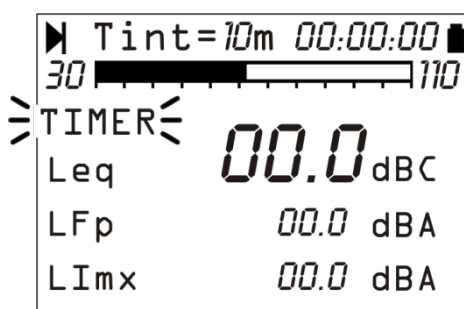 Tint=10m 00:00:00
30 110
TIMER
Leq 00.0 dBC
LFp 00.0 dBA
LImx 00.0 dBA